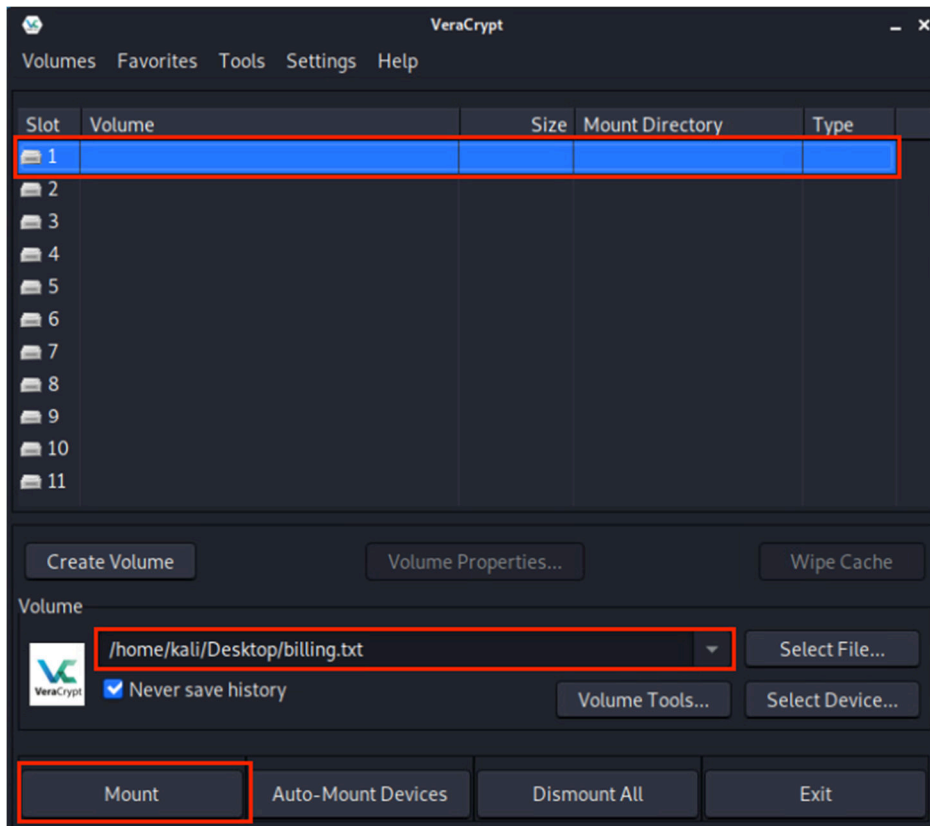 VeraCrypt
Volumes Favorites Tools Settings Help
Slot Volume Size Mount Directory Type
1
2
3
4
5
6
7
8
9
10
11
Create Volume Volume Properties... Wipe Cache
Volume
/home/kali/Desktop/billing.txt Select File...
VeraCrypt Never save history Volume Tools... Select Device...
Mount Auto-Mount Devices Dismount All Exit